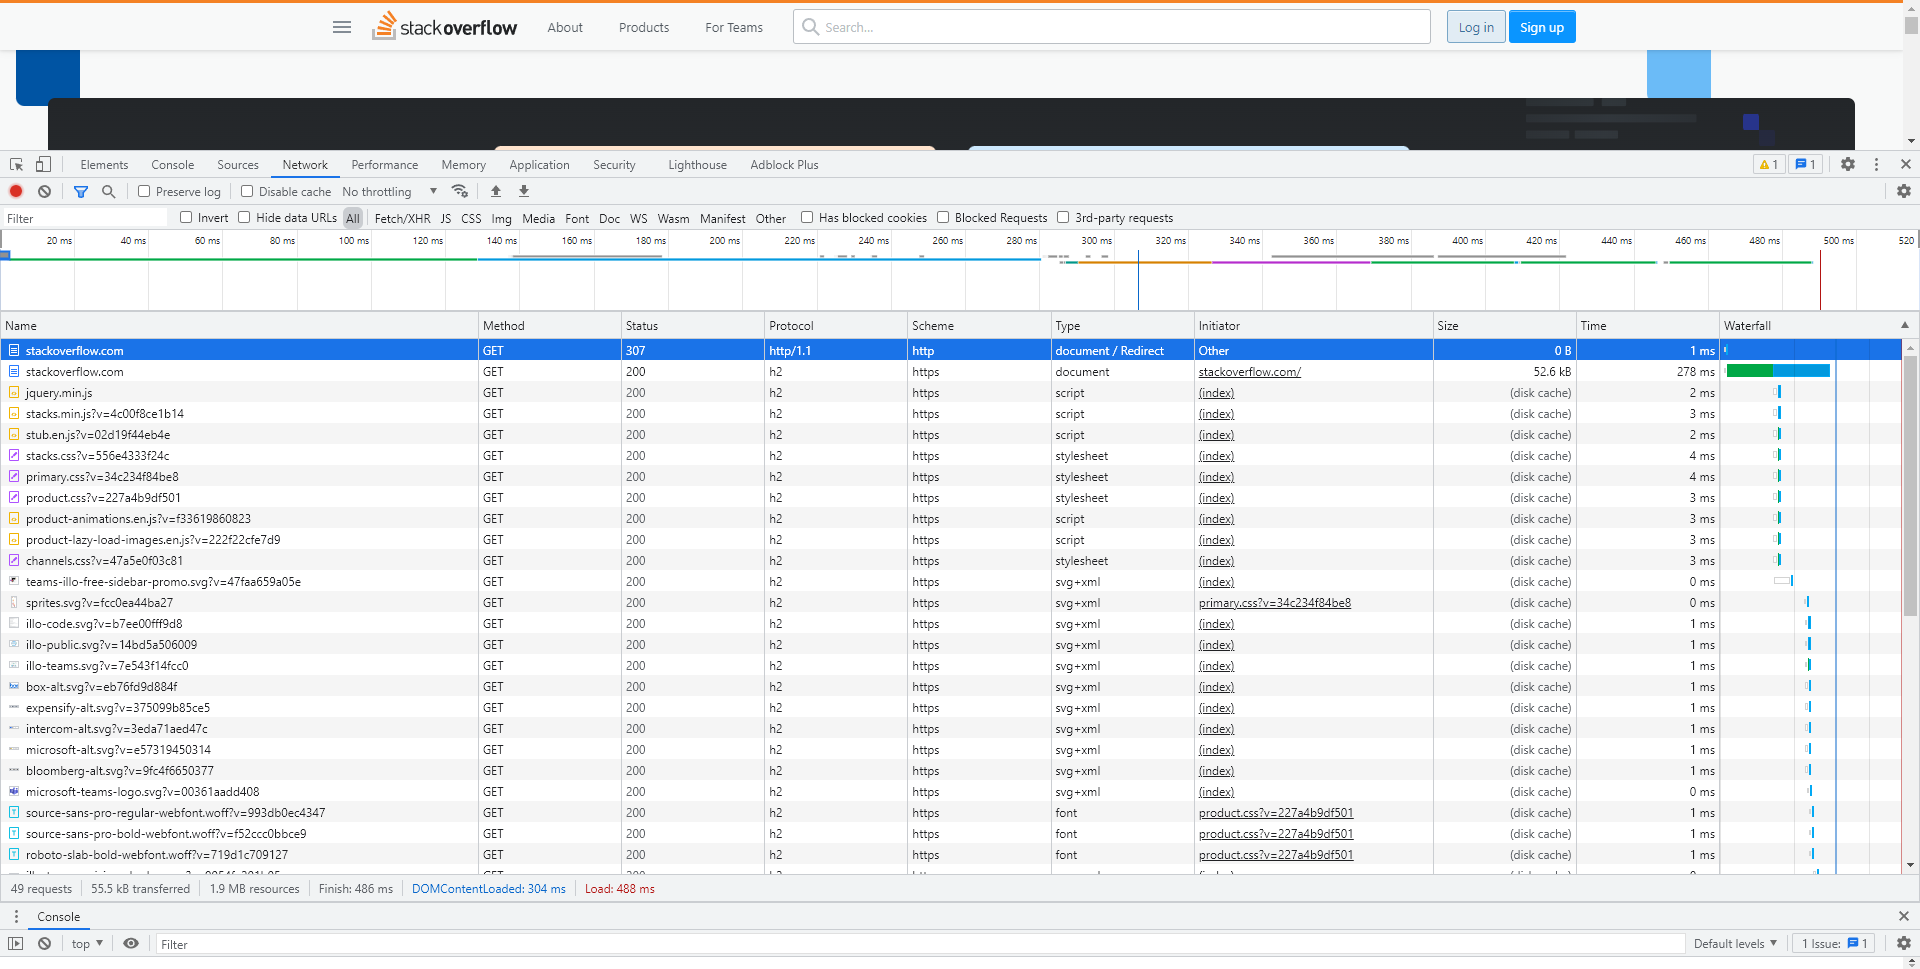 stackoverflow About Products For Teams Search... Log in Sign up
Elements Console Sources Network Performance Memory Application Security Lighthouse Adblock Plus 1 1
Preserve log Disable cache No throttling
Filter Invert Hide data URLs All Fetch/XHR JS CSS Img Media Font Doc WS Wasm Manifest Other Has blocked cookies Blocked Requests 3rd-party requests
20 ms 40 ms 60 ms 80 ms 100 ms 120 ms 140 ms 160 ms 180 ms 200 ms 220 ms 240 ms 260 ms 280 ms 300 ms 320 ms 340 ms 360 ms 380 ms 400 ms 420 ms 440 ms 460 ms 480 ms 500 ms 520
Name Method Status Protocol Scheme Type Initiator Size Time Waterfall
stackoverflow.com GET 307 http/1.1 http document / Redirect Other 0 B 1 ms
stackoverflow.com GET 200 h2 https document stackoverflow.com/ 52.6 kB 278 ms
jquery.min.js GET 200 h2 https script (index) (disk cache) 2 ms
stacks.min.js?v=4c00f8ce1b14 GET 200 h2 https script (index) (disk cache) 3 ms
stub.en.js?v=02d19f44eb4e GET 200 h2 https script (index) (disk cache) 2 ms
stacks.css?v=556e4333f24c GET 200 h2 https stylesheet (index) (disk cache) 4 ms
primary.css?v=34c234f84be8 GET 200 h2 https stylesheet (index) (disk cache) 4 ms
product.css?v=227a4b9df501 GET 200 h2 https stylesheet (index) (disk cache) 3 ms
product-animations.en.js?v=f33619860823 GET 200 h2 https script (index) (disk cache) 3 ms
product-lazy-load-images.en.js?v=222f22cfe7d9 GET 200 h2 https script (index) (disk cache) 3 ms
channels.css?v=47a5e0f03c81 GET 200 h2 https stylesheet (index) (disk cache) 3 ms
teams-illo-free-sidebar-promo.svg?v=47faa659a05e GET 200 h2 https svg+xml (index) (disk cache) 0 ms
sprites.svg?v=fcc0ea44ba27 GET 200 h2 https svg+xml primary.css?v=34c234f84be8 (disk cache) 0 ms
illo-code.svg?v=b7ee00fff9d8 GET 200 h2 https svg+xml (index) (disk cache) 1 ms
illo-public.svg?v=14bd5a506009 GET 200 h2 https svg+xml (index) (disk cache) 1 ms
illo-teams.svg?v=7e543f14fcc0 GET 200 h2 https svg+xml (index) (disk cache) 1 ms
box-alt.svg?v=eb76fd9d884f GET 200 h2 https svg+xml (index) (disk cache) 1 ms
expensify-alt.svg?v=375099b85ce5 GET 200 h2 https svg+xml (index) (disk cache) 1 ms
intercom-alt.svg?v=3eda71aed47c GET 200 h2 https svg+xml (index) (disk cache) 1 ms
microsoft-alt.svg?v=e57319450314 GET 200 h2 https svg+xml (index) (disk cache) 1 ms
bloomberg-alt.svg?v=9fc4f6650377 GET 200 h2 https svg+xml (index) (disk cache) 1 ms
microsoft-teams-logo.svg?v=00361aadd408 GET 200 h2 https svg+xml (index) (disk cache) 0 ms
source-sans-pro-regular-webfont.woff?v=993db0ec4347 GET 200 h2 https font product.css?v=227a4b9df501 (disk cache) 1 ms
source-sans-pro-bold-webfont.woff?v=f52ccc0bbce9 GET 200 h2 https font product.css?v=227a4b9df501 (disk cache) 1 ms
roboto-slab-bold-webfont.woff?v=719d1c709127 GET 200 h2 https font product.css?v=227a4b9df501 (disk cache) 1 ms
49 requests 55.5 kB transferred 1.9 MB resources Finish: 486 ms DOMContentLoaded: 304 ms Load: 488 ms
Console
top Filter Default levels 1 Issue: 1